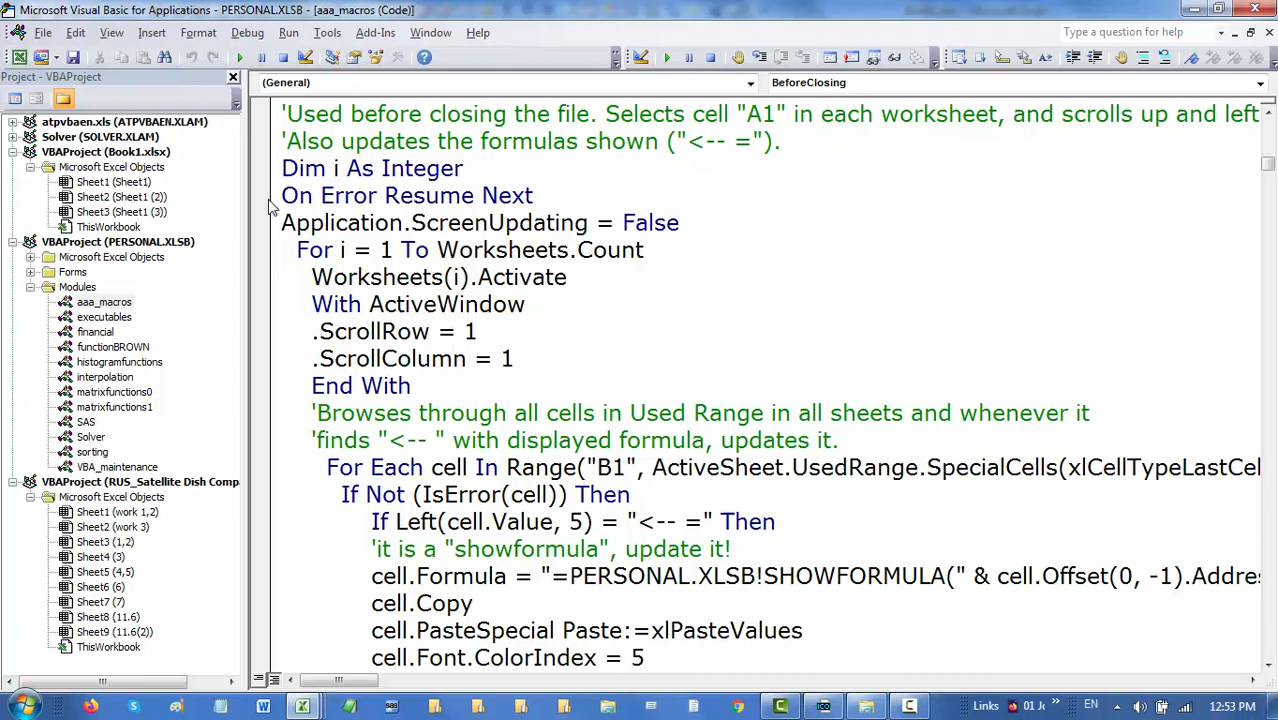 Microsoft Visual Basic for Applications - PERSONAL.XLSB - [aaa_macros (Code)]
File Edit View Insert Format Debug Run Tools Add-Ins Window Help
Type a question for help
Project - VBAProject
(General)
BeforeClosing
atpvbaen.xls (ATPVBAEN.XLAM)
Solver (SOLVER.XLAM)
VBAProject (Book1.xlsx)
Microsoft Excel Objects
Sheet1 (Sheet1)
Sheet2 (Sheet1 (2))
Sheet3 (Sheet1 (3))
ThisWorkbook
VBAProject (PERSONAL.XLSB)
Microsoft Excel Objects
Forms
Modules
aaa_macros
executables
financial
functionBROWN
histogramfunctions
interpolation
matrixfunctions0
matrixfunctions1
SAS
Solver
sorting
VBA_maintenance
VBAProject (RUS_Satellite Dish Compa
Microsoft Excel Objects
Sheet1 (work 1,2)
Sheet2 (work 3)
Sheet3 (1,2)
Sheet4 (3)
Sheet5 (4,5)
Sheet6 (6)
Sheet7 (7)
Sheet8 (11.6)
Sheet9 (11.6(2))
ThisWorkbook
'Used before closing the file. Selects cell "A1" in each worksheet, and scrolls up and left
'Also updates the formulas shown ("<-- =").
Dim i As Integer
On Error Resume Next
Application.ScreenUpdating = False
For i = 1 To Worksheets.Count
Worksheets(i).Activate
With ActiveWindow
.ScrollRow = 1
.ScrollColumn = 1
End With
'Browses through all cells in Used Range in all sheets and whenever it
'finds "<-- " with displayed formula, updates it.
For Each cell In Range("B1", ActiveSheet.UsedRange.SpecialCells(xlCellTypeLastCel
If Not (IsError(cell)) Then
If Left(cell.Value, 5) = "<-- =" Then
'it is a "showformula", update it!
cell.Formula = "=PERSONAL.XLSB!SHOWFORMULA(" & cell.Offset(0, -1).Addre
cell.Copy
cell.PasteSpecial Paste:=xlPasteValues
cell.Font.ColorIndex = 5
Links
01 Jo
EN
12:53 PM